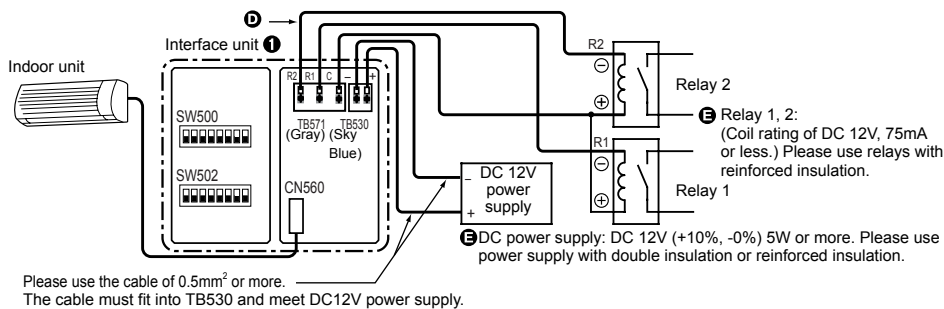 D
Interface unit 1
Indoor unit
R2 R1 C − +
TB571 TB530
(Gray) (Sky
Blue)
SW500
SW502
CN560
− DC 12V
power
+ supply
R2
−
+
Relay 2
R1
−
+
Relay 1
E Relay 1, 2:
(Coil rating of DC 12V, 75mA
or less.) Please use relays with
reinforced insulation.
E DC power supply: DC 12V (+10%, -0%) 5W or more. Please use
power supply with double insulation or reinforced insulation.
Please use the cable of 0.5mm² or more.
The cable must fit into TB530 and meet DC12V power supply.